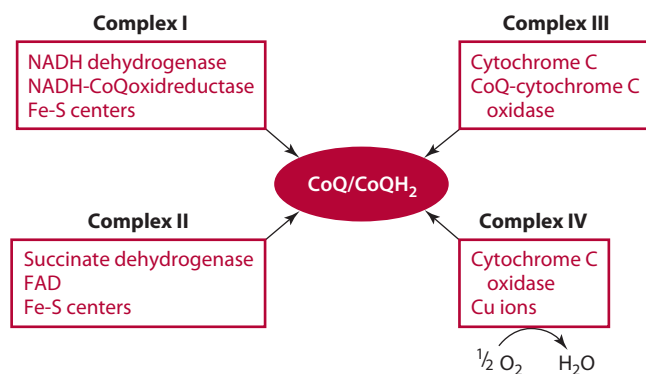 Complex I
NADH dehydrogenase
NADH-CoQoxidreductase
Fe-S centers
Complex III
Cytochrome C
CoQ-cytochrome C
oxidase
CoQ/CoQH₂
Complex II
Succinate dehydrogenase
FAD
Fe-S centers
Complex IV
Cytochrome C
oxidase
Cu ions
½ O₂ H₂O